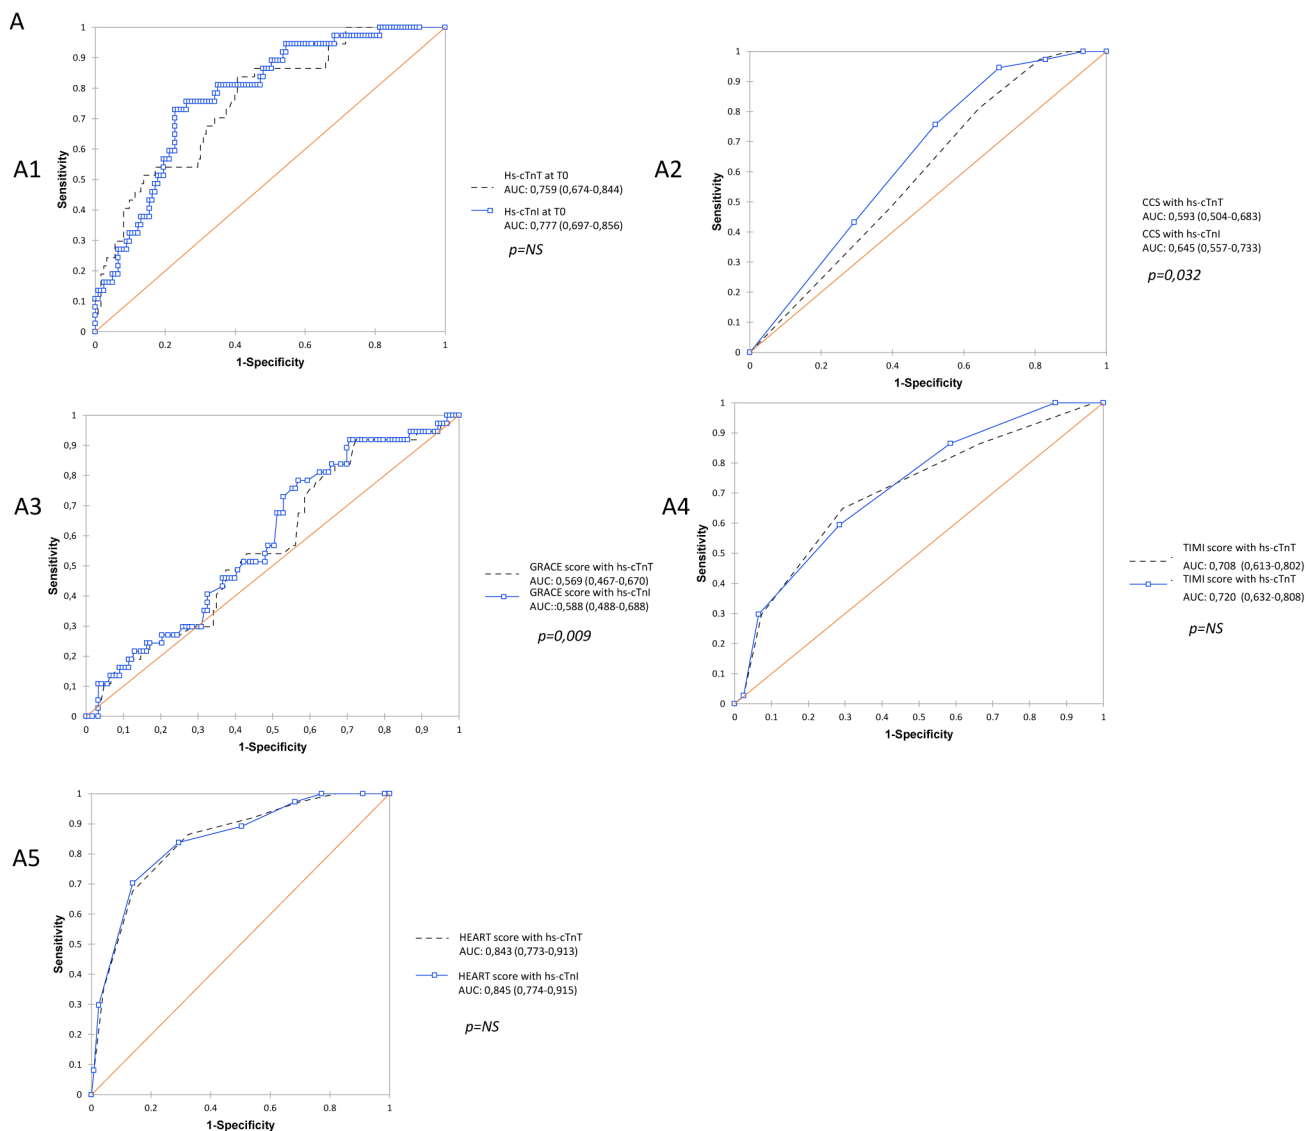 A
A1
1
0.9
0.8
0.7
0.6
0.5
0.4
0.3
0.2
0.1
0
Sensitivity
0
0.2
0.4
0.6
0.8
1
1-Specificity
Hs-cTnT at T0
AUC: 0,759 (0,674-0,844)
Hs-cTnI at T0
AUC: 0,777 (0,697-0,856)
p=NS
A2
1
0.9
0.8
0.7
0.6
0.5
0.4
0.3
0.2
0.1
0
Sensitivity
0
0.2
0.4
0.6
0.8
1
1-Specificity
CCS with hs-cTnT
AUC: 0,593 (0,504-0,683)
CCS with hs-cTnI
AUC: 0,645 (0,557-0,733)
p=0,032
A3
1
0,9
0,8
0,7
0,6
0,5
0,4
0,3
0,2
0,1
0
Sensitivity
0
0,1
0,2
0,3
0,4
0,5
0,6
0,7
0,8
0,9
1
1-Specificity
GRACE score with hs-cTnT
AUC: 0,569 (0,467-0,670)
GRACE score with hs-cTnI
AUC::0,588 (0,488-0,688)
p=0,009
A4
1
0.9
0.8
0.7
0.6
0.5
0.4
0.3
0.2
0.1
0
Sensitivity
0
0.1
0.2
0.3
0.4
0.5
0.6
0.7
0.8
0.9
1
1-Specificity
TIMI score with hs-cTnT
AUC: 0,708 (0,613-0,802)
TIMI score with hs-cTnT
AUC: 0,720 (0,632-0,808)
p=NS
A5
1
0.9
0.8
0.7
0.6
0.5
0.4
0.3
0.2
0.1
0
Sensitivity
0
0.2
0.4
0.6
0.8
1
1-Specificity
HEART score with hs-cTnT
AUC: 0,843 (0,773-0,913)
HEART score with hs-cTnI
AUC: 0,845 (0,774-0,915)
p=NS